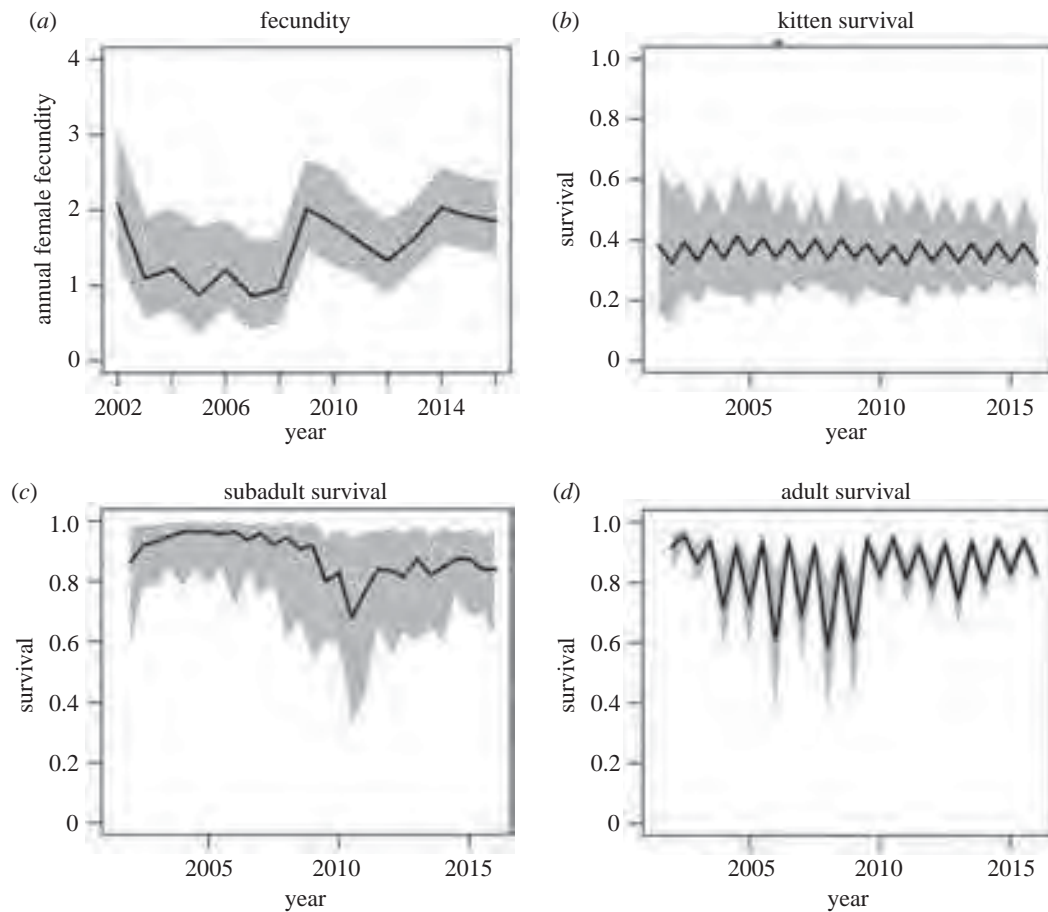 (a) fecundity
annual female fecundity
4
3
2
1
0
2002 2006 2010 2014
year
(b) kitten survival
survival
1.0
0.8
0.6
0.4
0.2
0
2005 2010 2015
year
(c) subadult survival
survival
1.0
0.8
0.6
0.4
0.2
0
2005 2010 2015
year
(d) adult survival
survival
1.0
0.8
0.6
0.4
0.2
0
2005 2010 2015
year